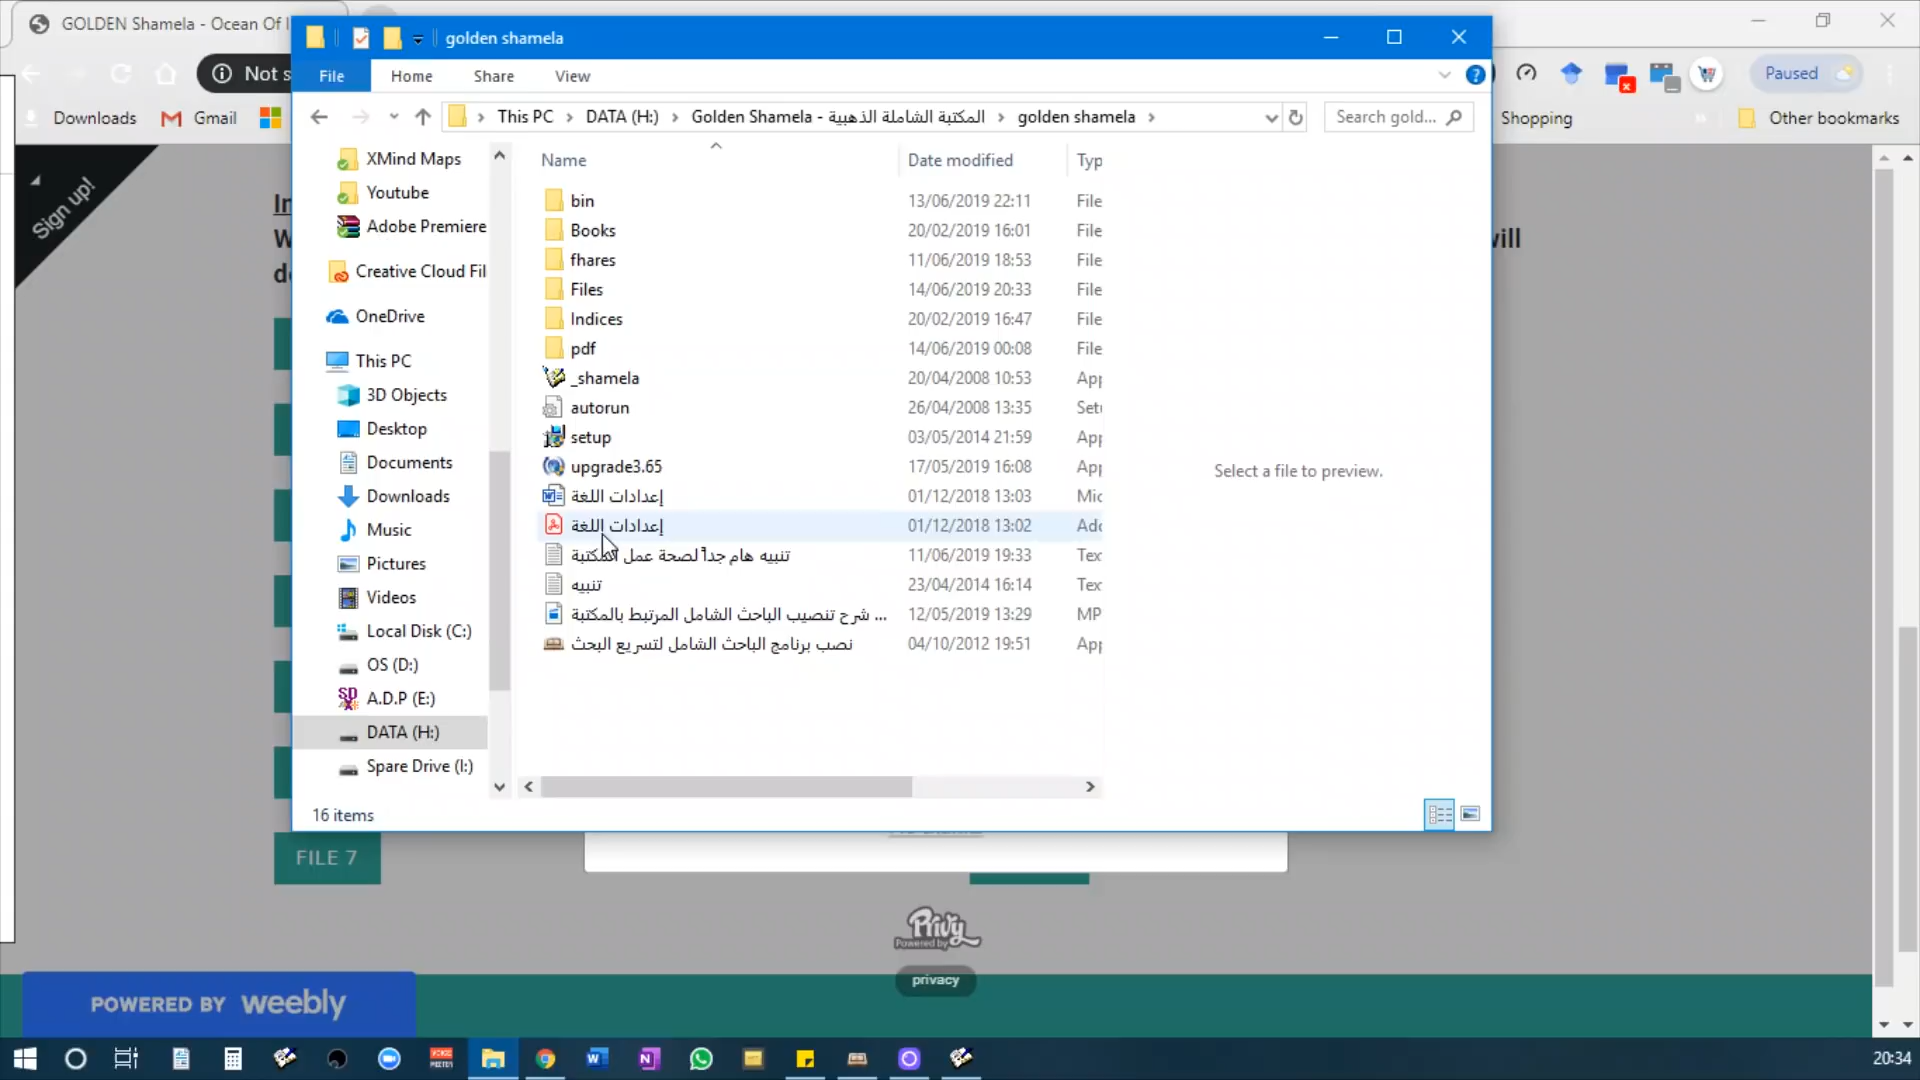 GOLDEN Shamela - Ocean Of I
golden shamela
File
Home
Share
View
Not s
Paused
Downloads
Gmail
Shopping
Other bookmarks
This PC
DATA (H:)
Golden Shamela - المكتبة الشاملة الذهبية
golden shamela
Search gold...
Sign up!
In
W
d
will
Name
Date modified
Typ
XMind Maps
Youtube
Adobe Premiere
Creative Cloud Fil
OneDrive
This PC
3D Objects
Desktop
Documents
Downloads
Music
Pictures
Videos
Local Disk (C:)
OS (D:)
A.D.P (E:)
DATA (H:)
Spare Drive (I:)
bin 13/06/2019 22:11 File
Books 20/02/2019 16:01 File
fhares 11/06/2019 18:53 File
Files 14/06/2019 20:33 File
Indices 20/02/2019 16:47 File
pdf 14/06/2019 00:08 File
_shamela 20/04/2008 10:53 App
autorun 26/04/2008 13:35 Setu
setup 03/05/2014 21:59 App
upgrade3.65 17/05/2019 16:08 App
إعدادات اللغة 01/12/2018 13:03 Mic
إعدادات اللغة 01/12/2018 13:02 Ado
تنبيه هام جداً لصحة عمل المكتبة 11/06/2019 19:33 Tex
تنبيه 23/04/2014 16:14 Tex
شرح تنصيب الباحث الشامل المرتبط بالمكتبة ... 12/05/2019 13:29 MP
نصب برنامج الباحث الشامل لتسريع البحث 04/10/2012 19:51 App
Select a file to preview.
16 items
FILE 7
Privy
Powered by
privacy
POWERED BY weebly
20:34